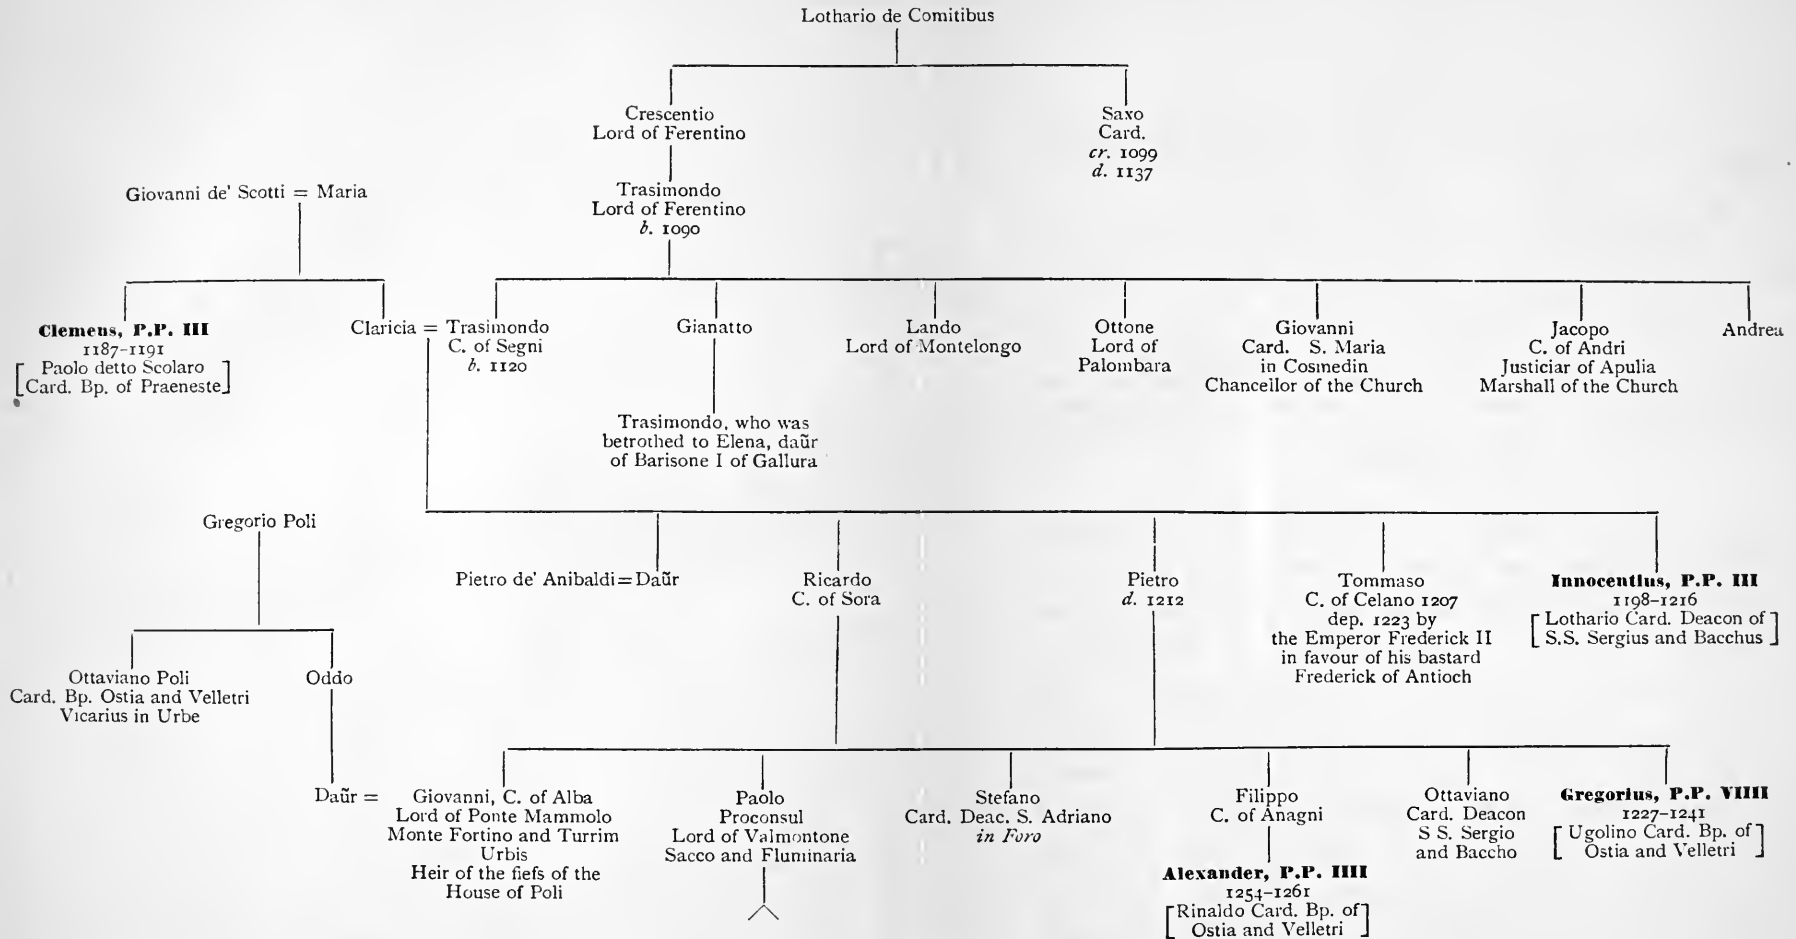 Lothario de Comitibus
Crescentio
Lord of Ferentino
Saxo
Card.
cr. 1099
d. 1137
Giovanni de' Scotti = Maria
Trasimondo
Lord of Ferentino
b. 1090
Clemens, P.P. III
1187-1191
[Paolo detto Scolaro
Card. Bp. of Praeneste]
Claricia = Trasimondo
C. of Segni
b. 1120
Gianatto
Lando
Lord of Montelongo
Ottone
Lord of
Palombara
Giovanni
Card. S. Maria
in Cosmedin
Chancellor of the Church
Jacopo
C. of Andri
Justiciar of Apulia
Marshall of the Church
Andrea
Trasimondo, who was
betrothed to Elena, daũr
of Barisone I of Gallura
Gregorio Poli
Pietro de' Anibaldi=Daũr
Ricardo
C. of Sora
Pietro
d. 1212
Tommaso
C. of Celano 1207
dep. 1223 by
the Emperor Frederick II
in favour of his bastard
Frederick of Antioch
Innocentius, P.P. III
1198-1216
[Lothario Card. Deacon of
S.S. Sergius and Bacchus]
Ottaviano Poli
Card. Bp. Ostia and Velletri
Vicarius in Urbe
Oddo
Daũr =
Giovanni, C. of Alba
Lord of Ponte Mammolo
Monte Fortino and Turrim
Urbis
Heir of the fiefs of the
House of Poli
Paolo
Proconsul
Lord of Valmontone
Sacco and Fluminaria
Stefano
Card. Deac. S. Adriano
in Foro
Filippo
C. of Anagni
Ottaviano
Card. Deacon
S S. Sergio
and Baccho
Gregorius, P.P. VIIII
1227-1241
[Ugolino Card. Bp. of
Ostia and Velletri]
Alexander, P.P. IIII
1254-1261
[Rinaldo Card. Bp. of
Ostia and Velletri]